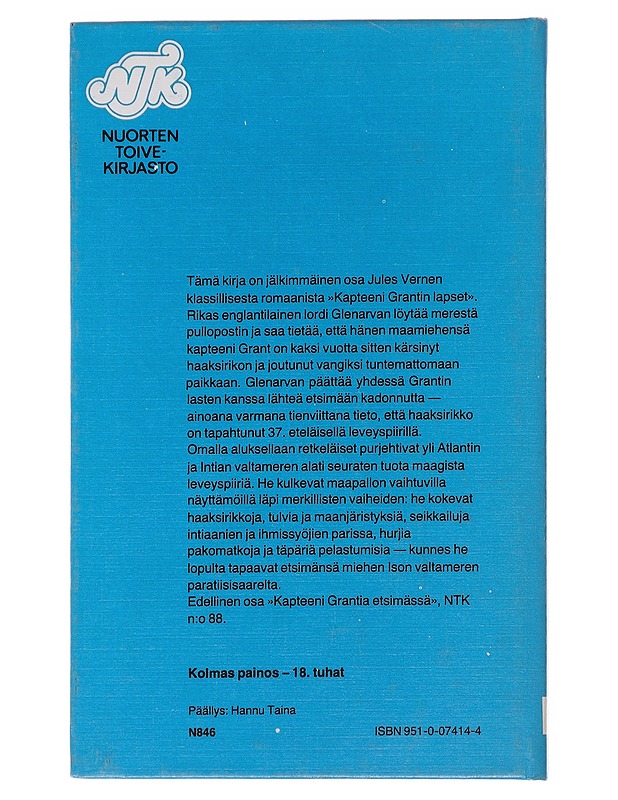 NTK
NUORTEN
TOIVE-
KIRJASTO
Tämä kirja on jälkimmäinen osa Jules Vernen
klassillisesta romaanista »Kapteeni Grantin lapset».
Rikas englantilainen lordi Glenarvan löytää merestä
pullopostin ja saa tietää, että hänen maamiehensä
kapteeni Grant on kaksi vuotta sitten kärsinyt
haaksirikon ja joutunut vangiksi tuntemattomaan
paikkaan. Glenarvan päättää yhdessä Grantin
lasten kanssa lähteä etsimään kadonnutta —
ainoana varmana tienviittana tieto, että haaksirikko
on tapahtunut 37. eteläisellä leveyspiirillä.
Omalla aluksellaan retkeläiset purjehtivat yli Atlantin
ja Intian valtameren alati seuraten tuota maagista
leveyspiiriä. He kulkevat maapallon vaihtuvilla
näyttämöillä läpi merkillisten vaiheiden: he kokevat
haaksirikkoja, tulvia ja maanjäristyksiä, seikkailuja
intiaanien ja ihmissyöjien parissa, hurjia
pakomatkoja ja täpäriä pelastumisia — kunnes he
lopulta tapaavat etsimänsä miehen Ison valtameren
paratiisisaarelta.
Edellinen osa »Kapteeni Grantia etsimässä», NTK
n:o 88.
Kolmas painos – 18. tuhat
Päällys: Hannu Taina
N846 ISBN 951-0-07414-4